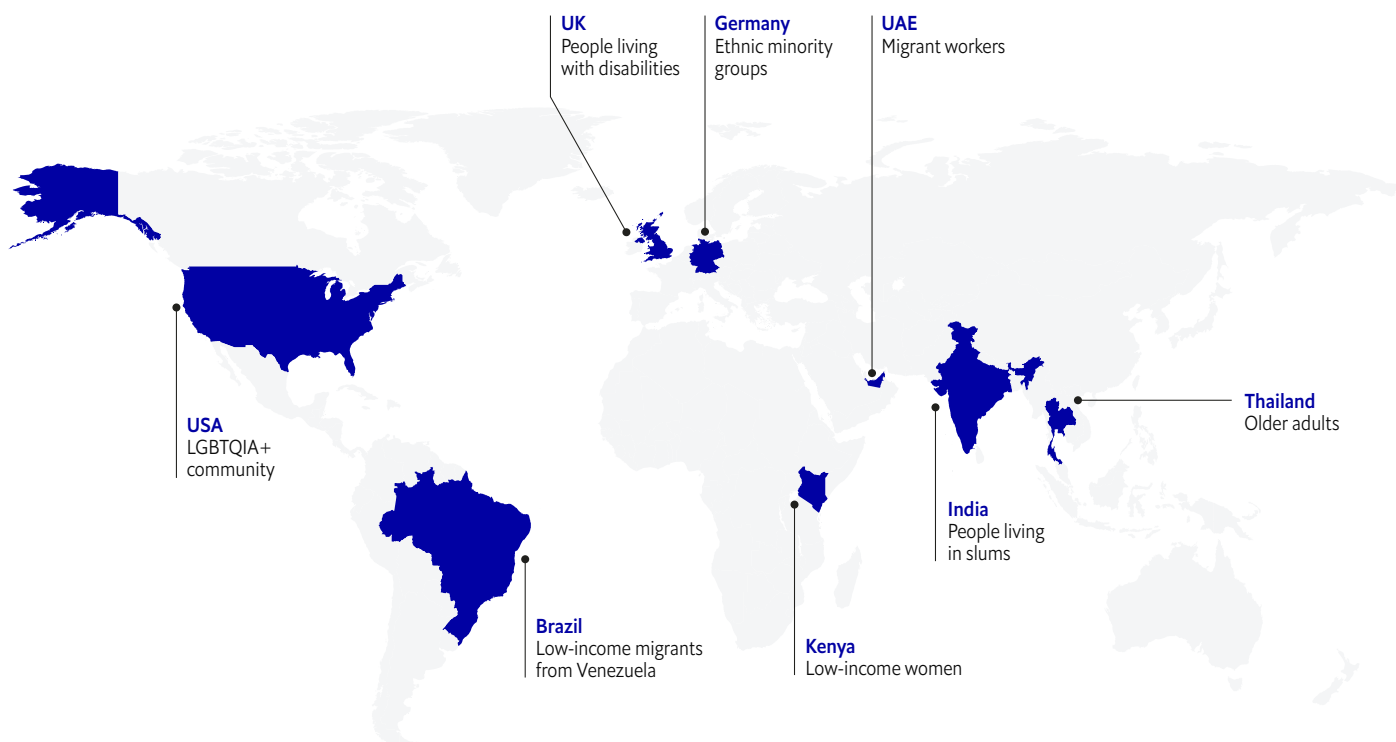 UK
People living
with disabilities
Germany
Ethnic minority
groups
UAE
Migrant workers
USA
LGBTQIA+
community
Thailand
Older adults
India
People living
in slums
Brazil
Low-income migrants
from Venezuela
Kenya
Low-income women